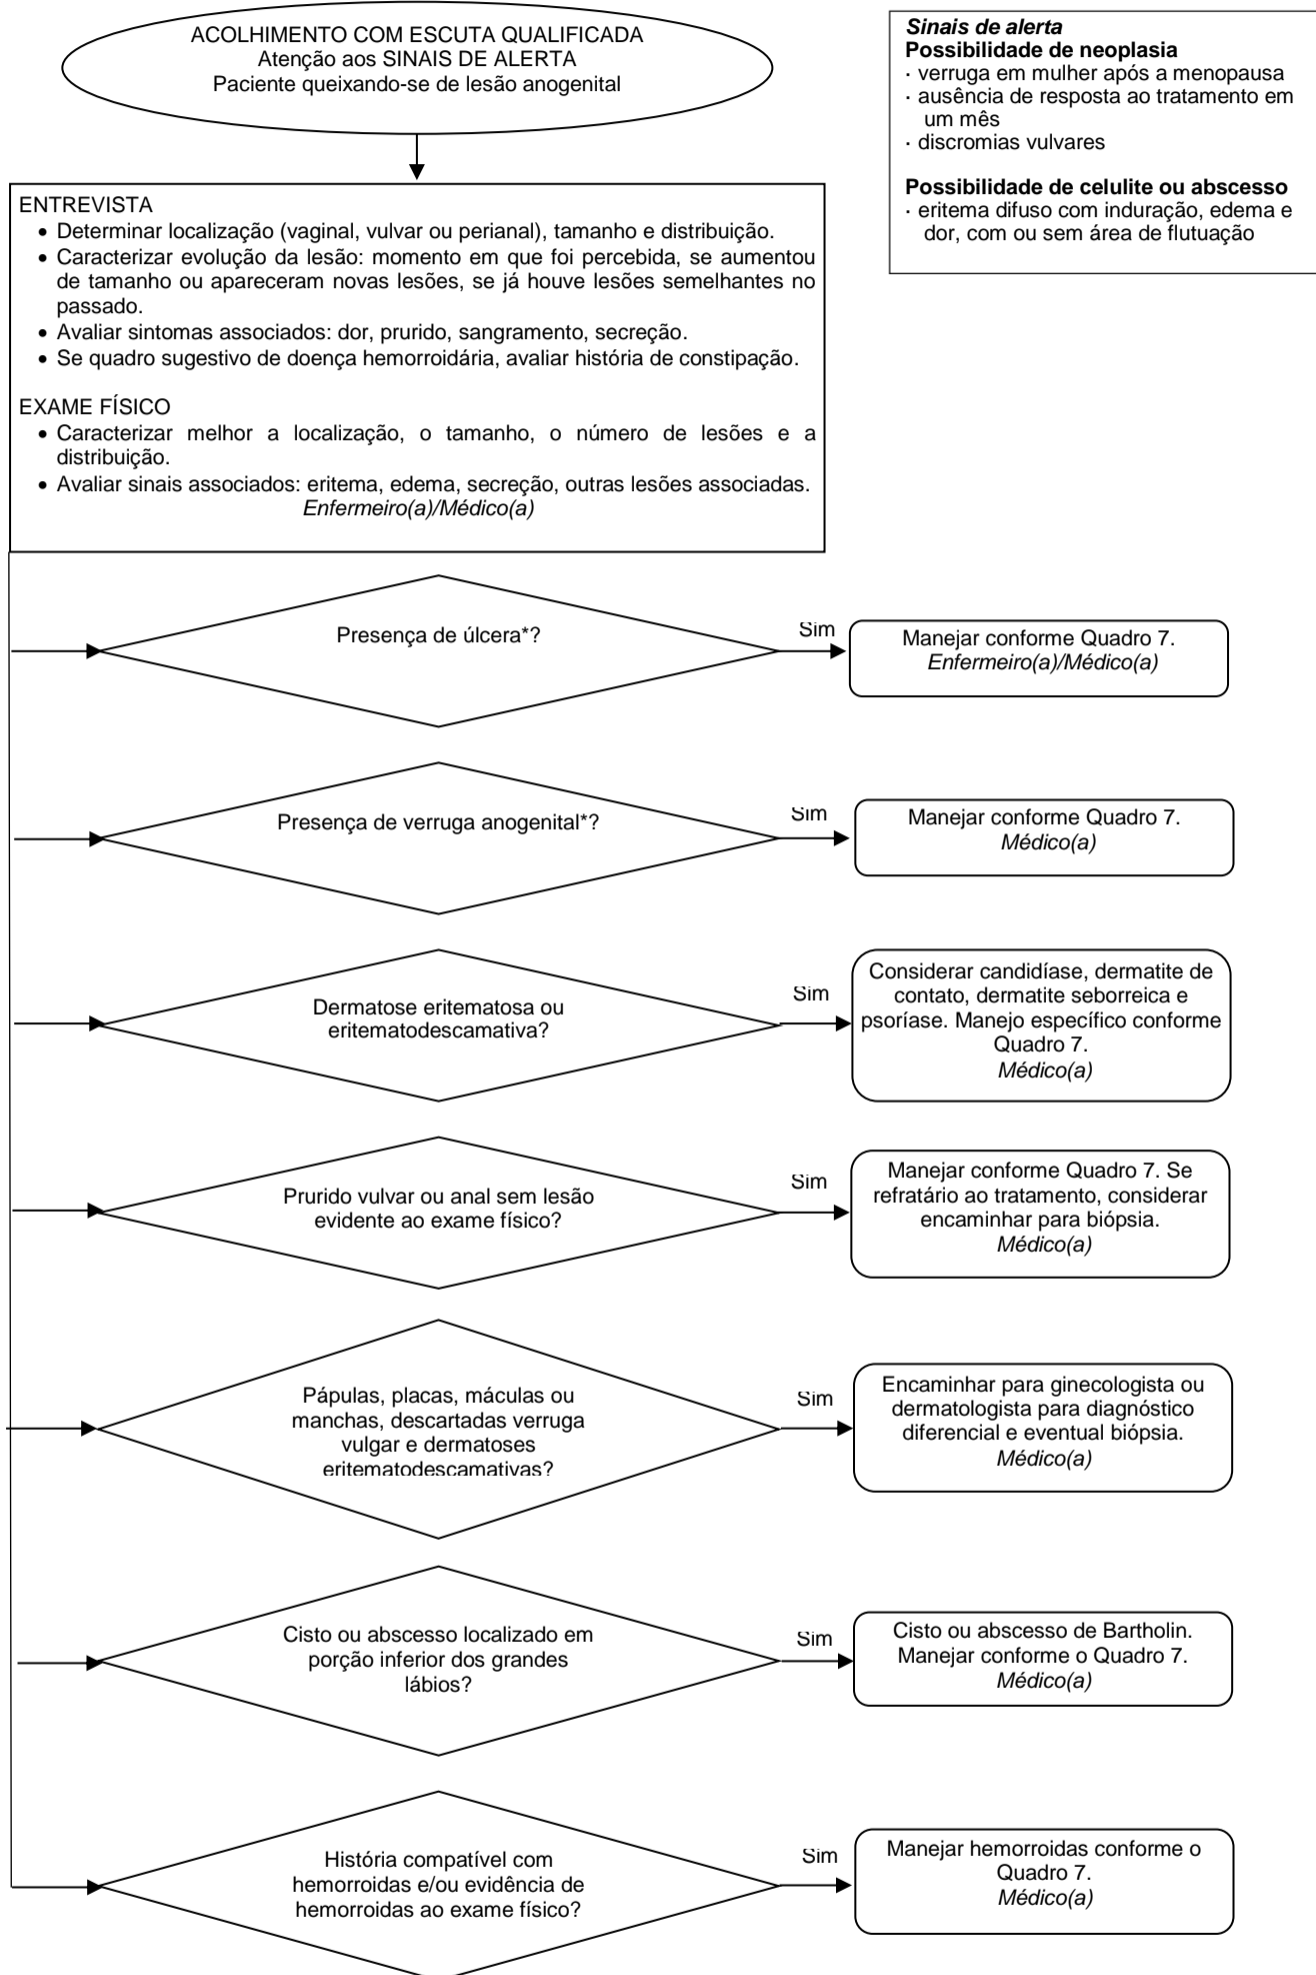 ACOLHIMENTO COM ESCUTA QUALIFICADA
Atenção aos SINAIS DE ALERTA
Paciente queixando-se de lesão anogenital
Sinais de alerta
Possibilidade de neoplasia
· verruga em mulher após a menopausa
· ausência de resposta ao tratamento em
um mês
· discromias vulvares
Possibilidade de celulite ou abscesso
· eritema difuso com induração, edema e
dor, com ou sem área de flutuação
ENTREVISTA
• Determinar localização (vaginal, vulvar ou perianal), tamanho e distribuição.
• Caracterizar evolução da lesão: momento em que foi percebida, se aumentou
de tamanho ou apareceram novas lesões, se já houve lesões semelhantes no
passado.
• Avaliar sintomas associados: dor, prurido, sangramento, secreção.
• Se quadro sugestivo de doença hemorroidária, avaliar história de constipação.
EXAME FÍSICO
• Caracterizar melhor a localização, o tamanho, o número de lesões e a
distribuição.
• Avaliar sinais associados: eritema, edema, secreção, outras lesões associadas.
Enfermeiro(a)/Médico(a)
Presença de úlcera*?
Sim
Manejar conforme Quadro 7.
Enfermeiro(a)/Médico(a)
Presença de verruga anogenital*?
Sim
Manejar conforme Quadro 7.
Médico(a)
Dermatose eritematosa ou
eritematodescamativa?
Sim
Considerar candidíase, dermatite de
contato, dermatite seborreica e
psoríase. Manejo específico conforme
Quadro 7.
Médico(a)
Prurido vulvar ou anal sem lesão
evidente ao exame físico?
Sim
Manejar conforme Quadro 7. Se
refratário ao tratamento, considerar
encaminhar para biópsia.
Médico(a)
Pápulas, placas, máculas ou
manchas, descartadas verruga
vulgar e dermatoses
eritematodescamativas?
Sim
Encaminhar para ginecologista ou
dermatologista para diagnóstico
diferencial e eventual biópsia.
Médico(a)
Cisto ou abscesso localizado em
porção inferior dos grandes
lábios?
Sim
Cisto ou abscesso de Bartholin.
Manejar conforme o Quadro 7.
Médico(a)
História compatível com
hemorroidas e/ou evidência de
hemorroidas ao exame físico?
Sim
Manejar hemorroidas conforme o
Quadro 7.
Médico(a)